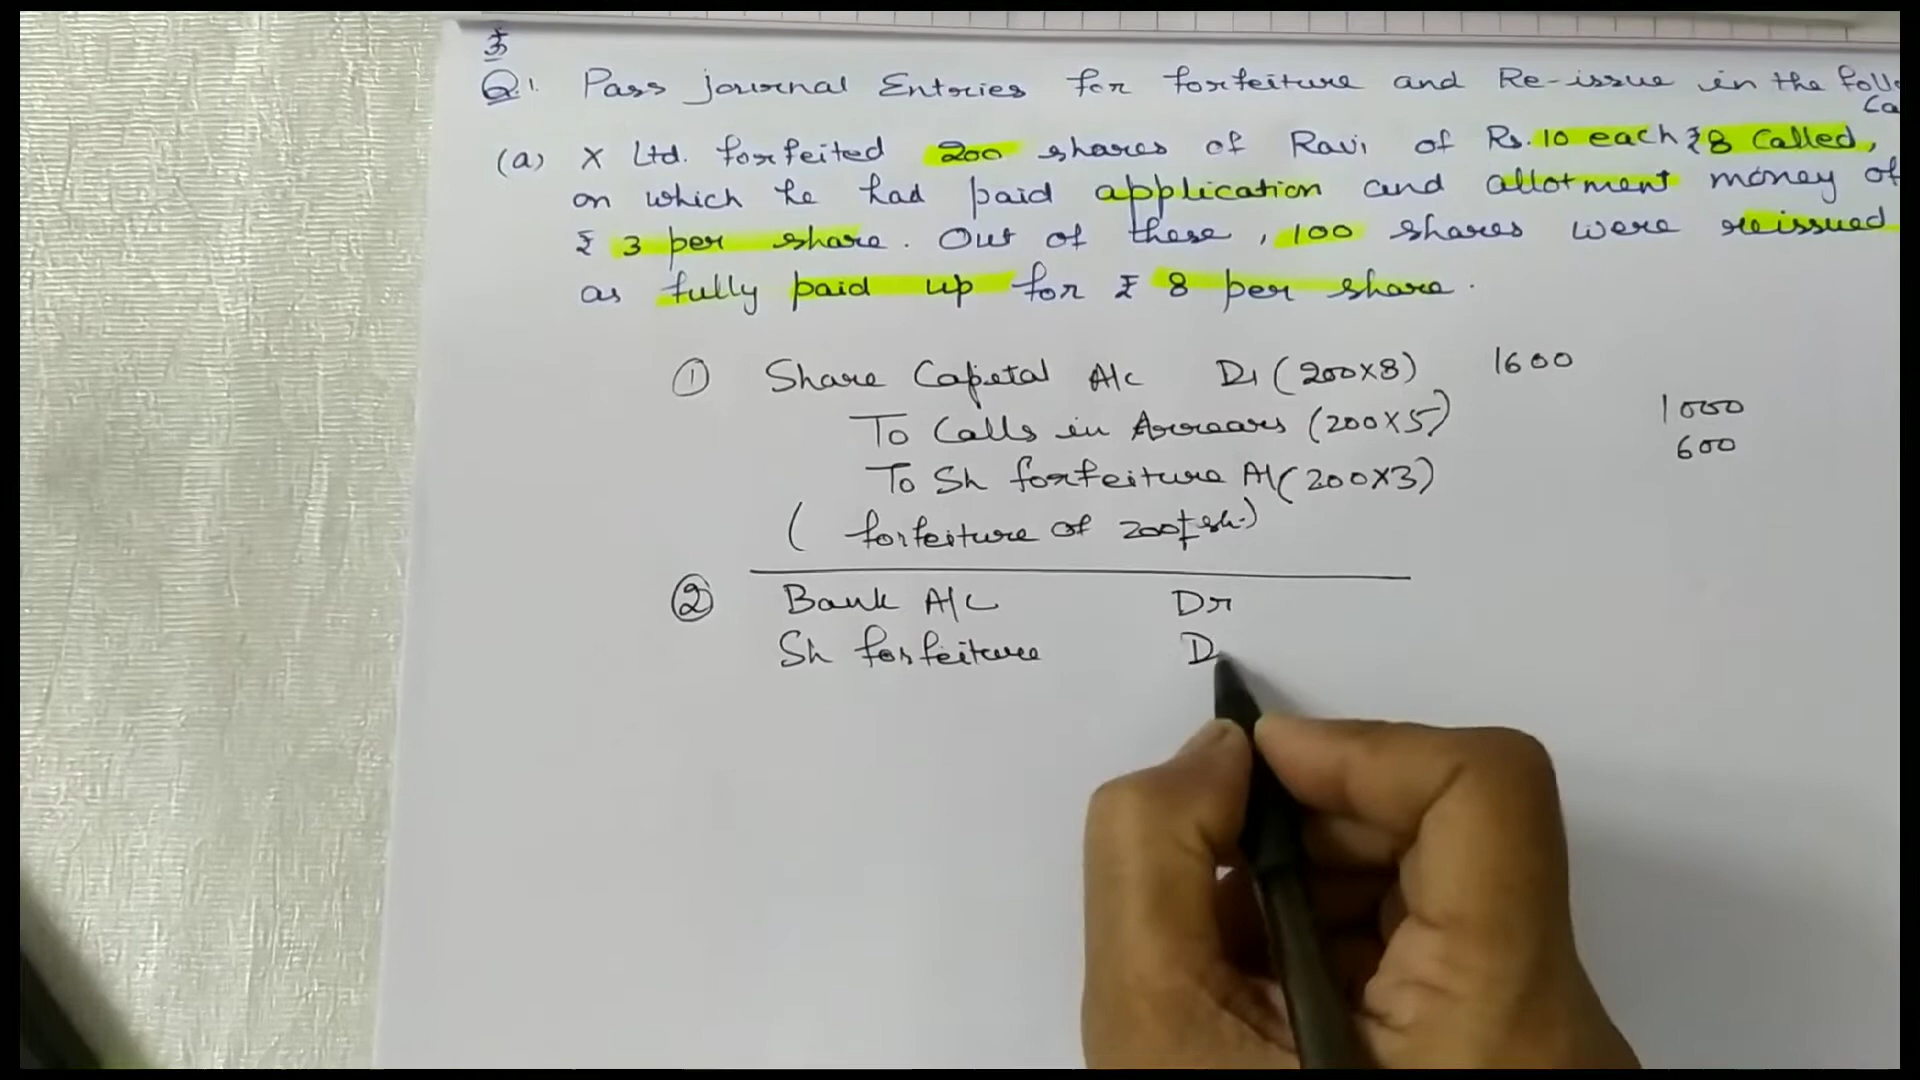 Q1. Pass journal Entries for forfeiture and Re-issue in the
(a) X Ltd. forfeited 200 shares of Ravi of Rs. 10 each ₹8 called,
on which he had paid application and allotment money of
₹ 3 per share. Out of these, 100 shares were reissued
as fully paid up for ₹ 8 per share.
① Share Capital A/c Dr (200×8) 1600
To Calls in Arrears (200×5) 1000
To Sh forfeiture A/ (200×3) 600
( forfeiture of 200 sh.)
② Bank A/C Dr
Sh forfeiture D